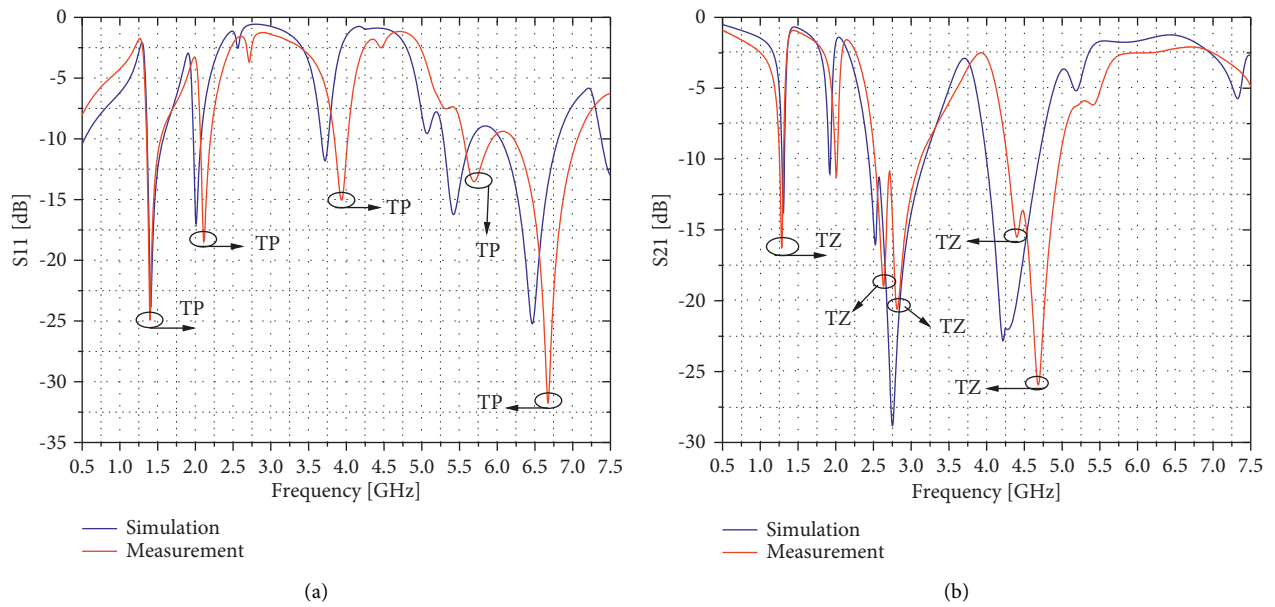 (a)
S11 [dB]
0
-5
-10
-15
-20
-25
-30
-35
TP
TP
TP
TP
TP
0.5 1.0 1.5 2.0 2.5 3.0 3.5 4.0 4.5 5.0 5.5 6.0 6.5 7.0 7.5
Frequency [GHz]
Simulation
Measurement
(b)
S21 [dB]
0
-5
-10
-15
-20
-25
-30
TZ
TZ
TZ
TZ
TZ
0.5 1.0 1.5 2.0 2.5 3.0 3.5 4.0 4.5 5.0 5.5 6.0 6.5 7.0 7.5
Frequency [GHz]
Simulation
Measurement